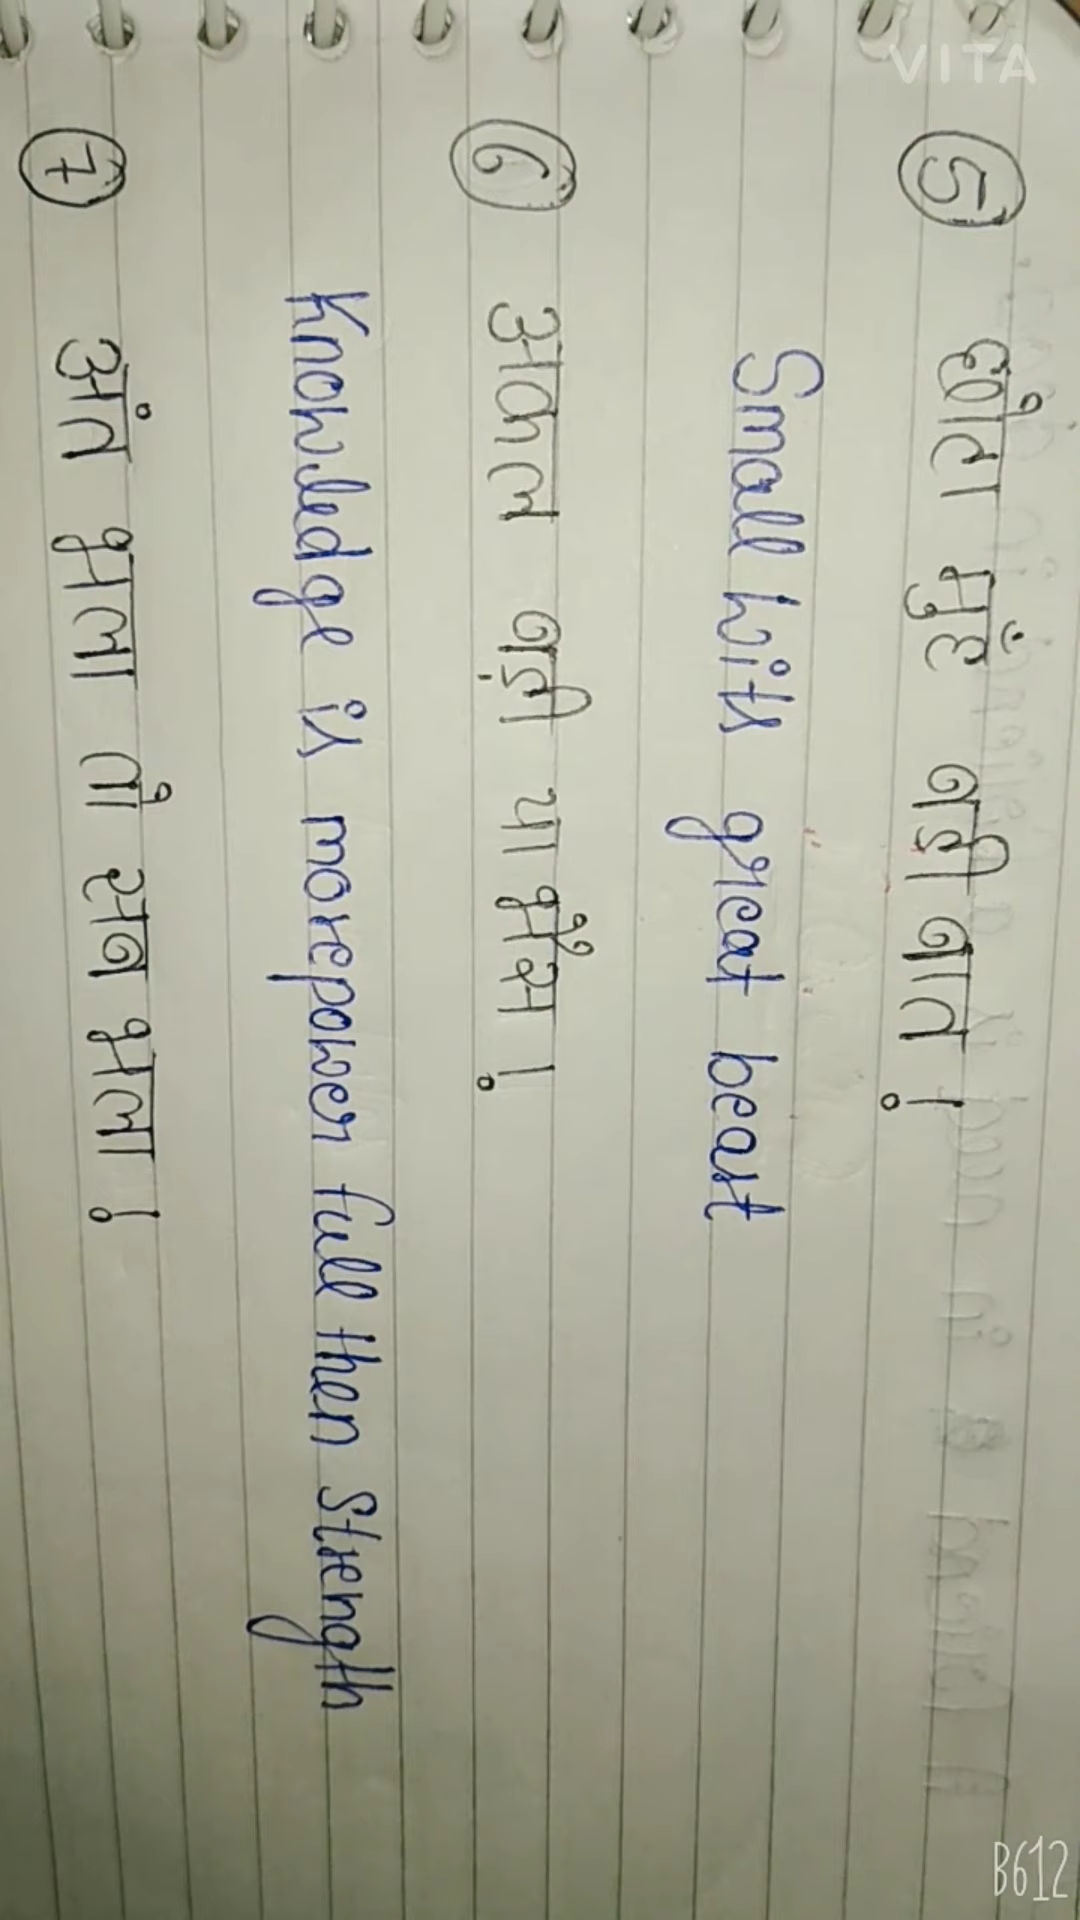 VITA
5 छोटा मुहँ बड़ी बात !
Small wits great beast
6 अकल बड़ी या भैंस !
Knowledge is morepower full then Strength
7 अंत भला तो सब भला !
B612